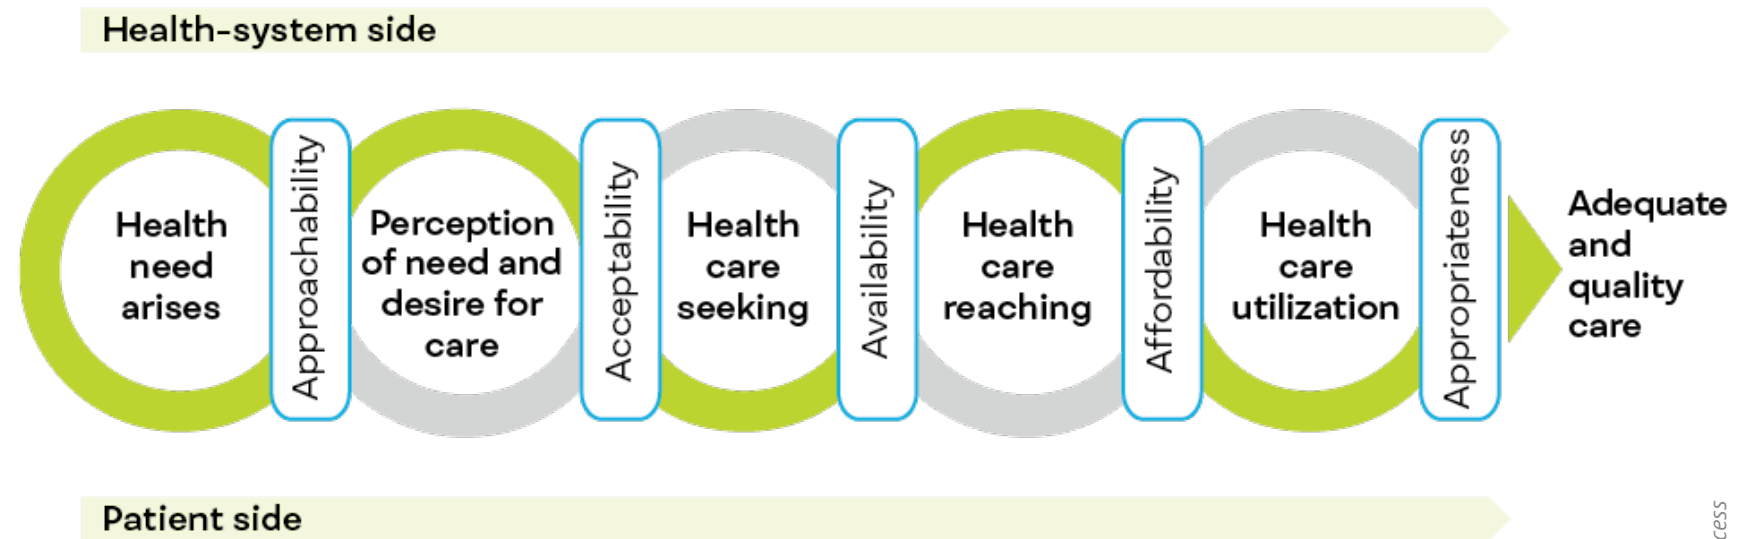 Health-system side
Health
need
arises
Approachability
Perception
of need and
desire for
care
Acceptability
Health
care
seeking
Availability
Health
care
reaching
Affordability
Health
care
utilization
Appropriateness
Adequate
and
quality
care
Patient side
cess